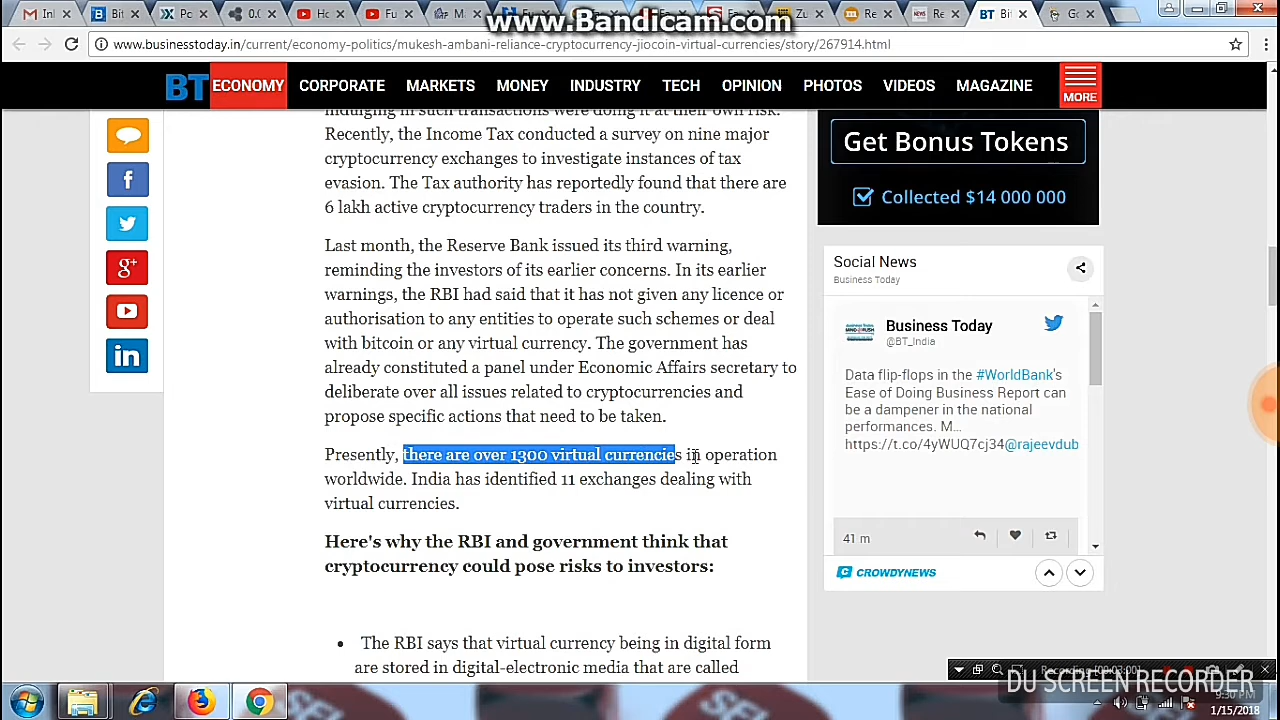 www.Bandicam.com
www.businesstoday.in/current/economy-politics/mukesh-ambani-reliance-cryptocurrency-jiocoin-virtual-currencies/story/267914.html
BT ECONOMY CORPORATE MARKETS MONEY INDUSTRY TECH OPINION PHOTOS VIDEOS MAGAZINE MORE
indulging in such transactions were doing it at their own risk.
Recently, the Income Tax conducted a survey on nine major
cryptocurrency exchanges to investigate instances of tax
evasion. The Tax authority has reportedly found that there are
6 lakh active cryptocurrency traders in the country.
Last month, the Reserve Bank issued its third warning,
reminding the investors of its earlier concerns. In its earlier
warnings, the RBI had said that it has not given any licence or
authorisation to any entities to operate such schemes or deal
with bitcoin or any virtual currency. The government has
already constituted a panel under Economic Affairs secretary to
deliberate over all issues related to cryptocurrencies and
propose specific actions that need to be taken.
Presently, there are over 1300 virtual currencies in operation
worldwide. India has identified 11 exchanges dealing with
virtual currencies.
Here's why the RBI and government think that
cryptocurrency could pose risks to investors:
• The RBI says that virtual currency being in digital form
are stored in digital-electronic media that are called
Get Bonus Tokens
Collected $14 000 000
Social News
Business Today
Business Today
@BT_India
Data flip-flops in the #WorldBank's
Ease of Doing Business Report can
be a dampener in the national
performances. M...
https://t.co/4yWUQ7cj34@rajeevdub
41 m
CROWDYNEWS
Recording [00:03:00]
DU SCREEN RECORDER
9:30 PM
1/15/2018